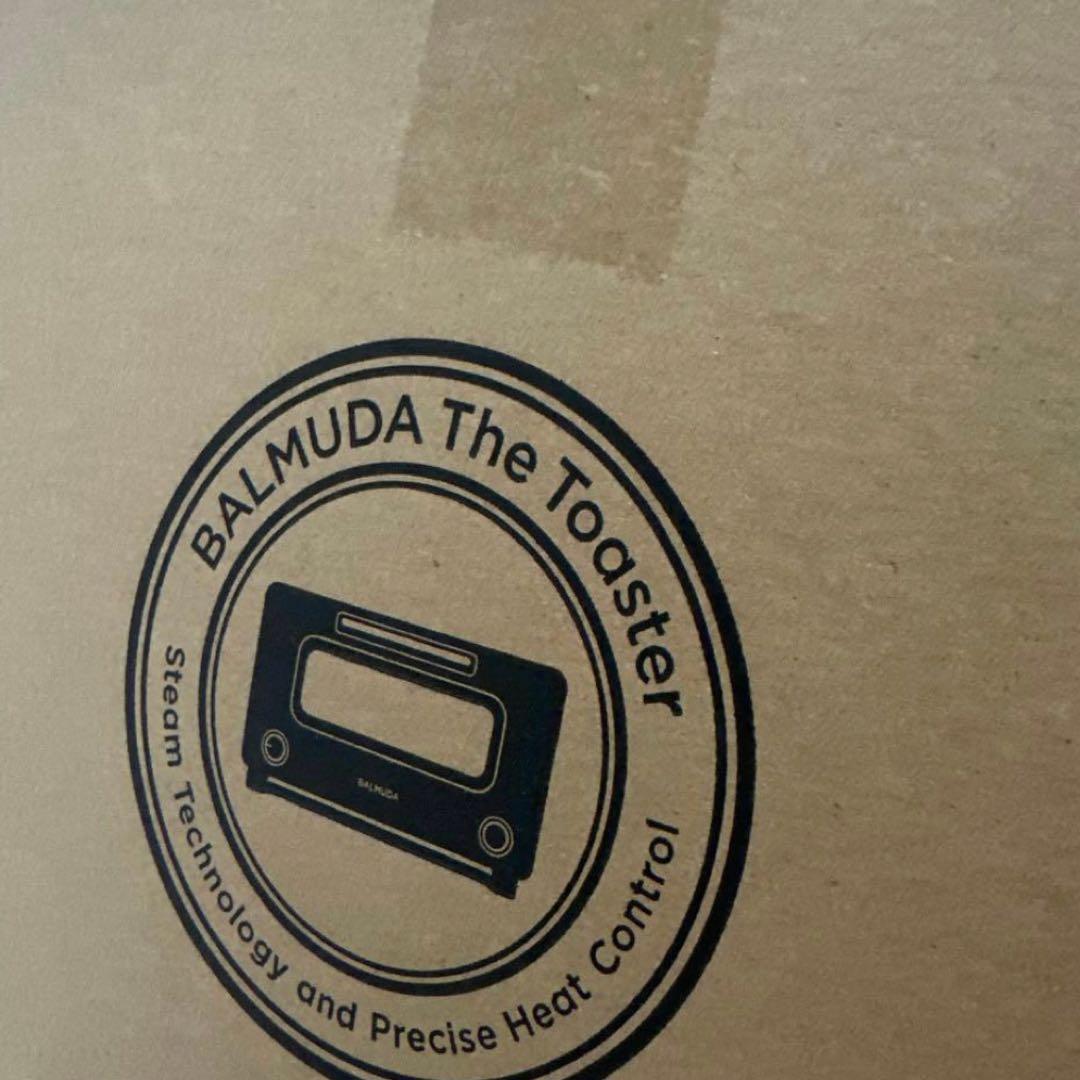 BALMUDA The Toaster
BALMUDA
Steam Technology and Precise Heat Control